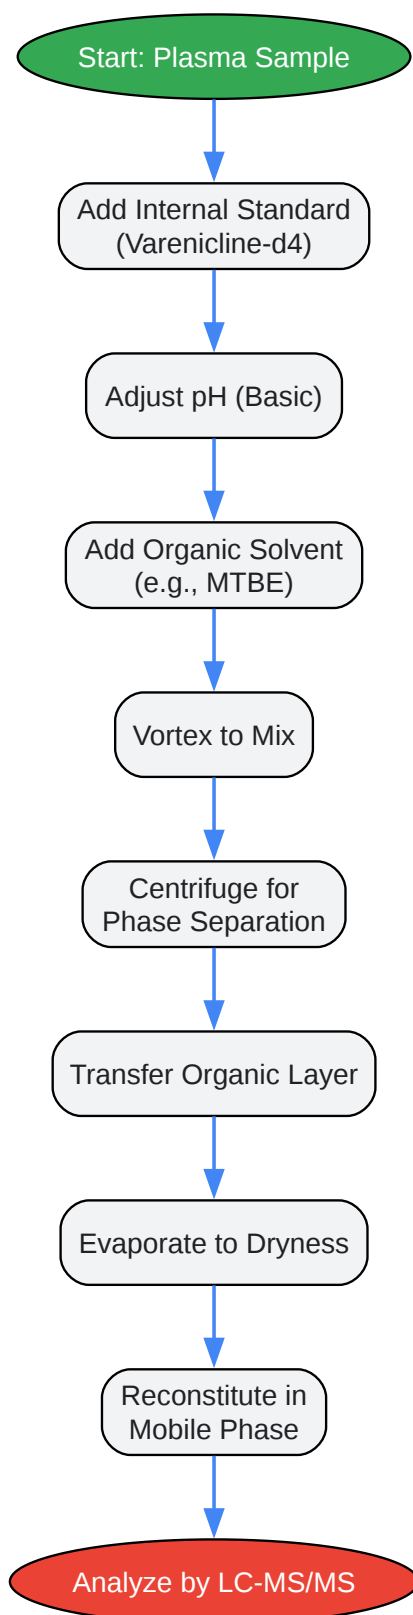 Start: Plasma Sample
Add Internal Standard
(Varenicline-d4)
Adjust pH (Basic)
Add Organic Solvent
(e.g., MTBE)
Vortex to Mix
Centrifuge for
Phase Separation
Transfer Organic Layer
Evaporate to Dryness
Reconstitute in
Mobile Phase
Analyze by LC-MS/MS